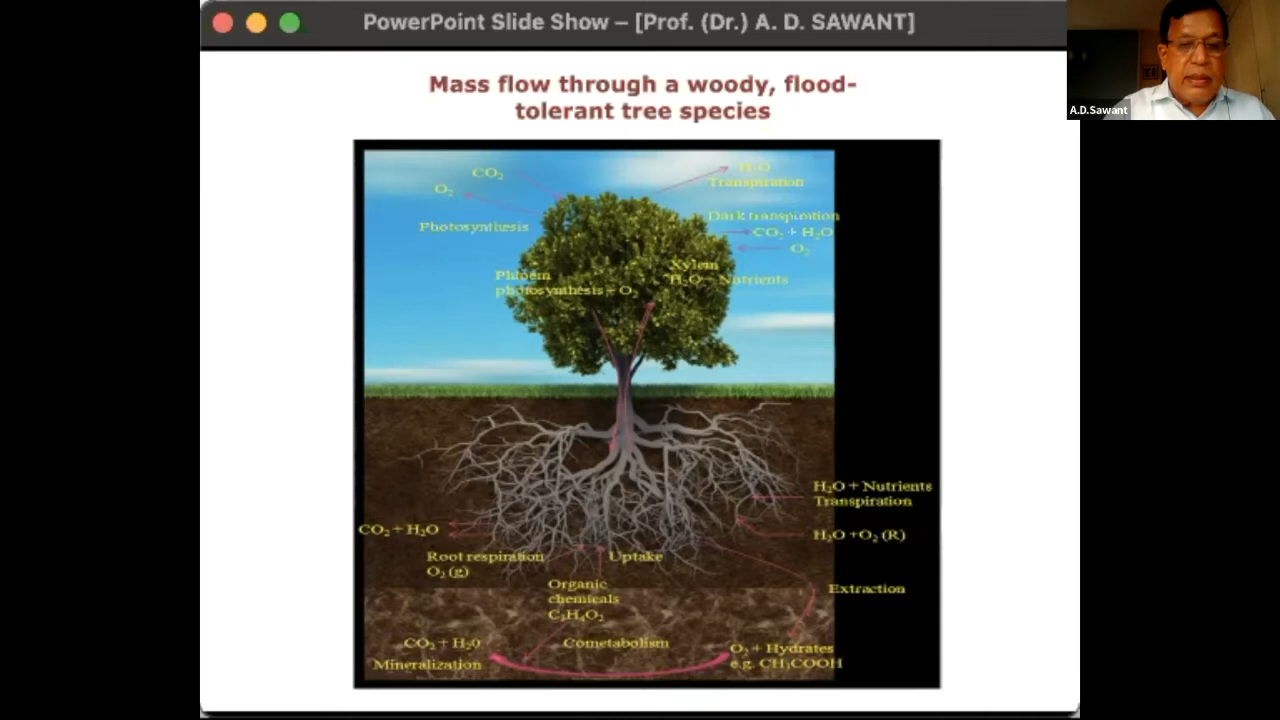 PowerPoint Slide Show – [Prof. (Dr.) A. D. SAWANT]
A.D.Sawant
Mass flow through a woody, flood-
tolerant tree species
CO₂
O₂
Photosynthesis
H₂O
Transpiration
Dark transpiration
CO₂ + H₂O
O₂
Phloem
photosynthesis + O₂
Xylem
H₂O – Nutrients
H₂O + Nutrients
Transpiration
CO₂ + H₂O
H₂O +O₂ (R)
Root respiration
O₂ (g)
Uptake
Organic
chemicals
Extraction
CO₂ + H₂0
Mineralization
Cometabolism
O₂ + Hydrates
e.g. CH₃COOH